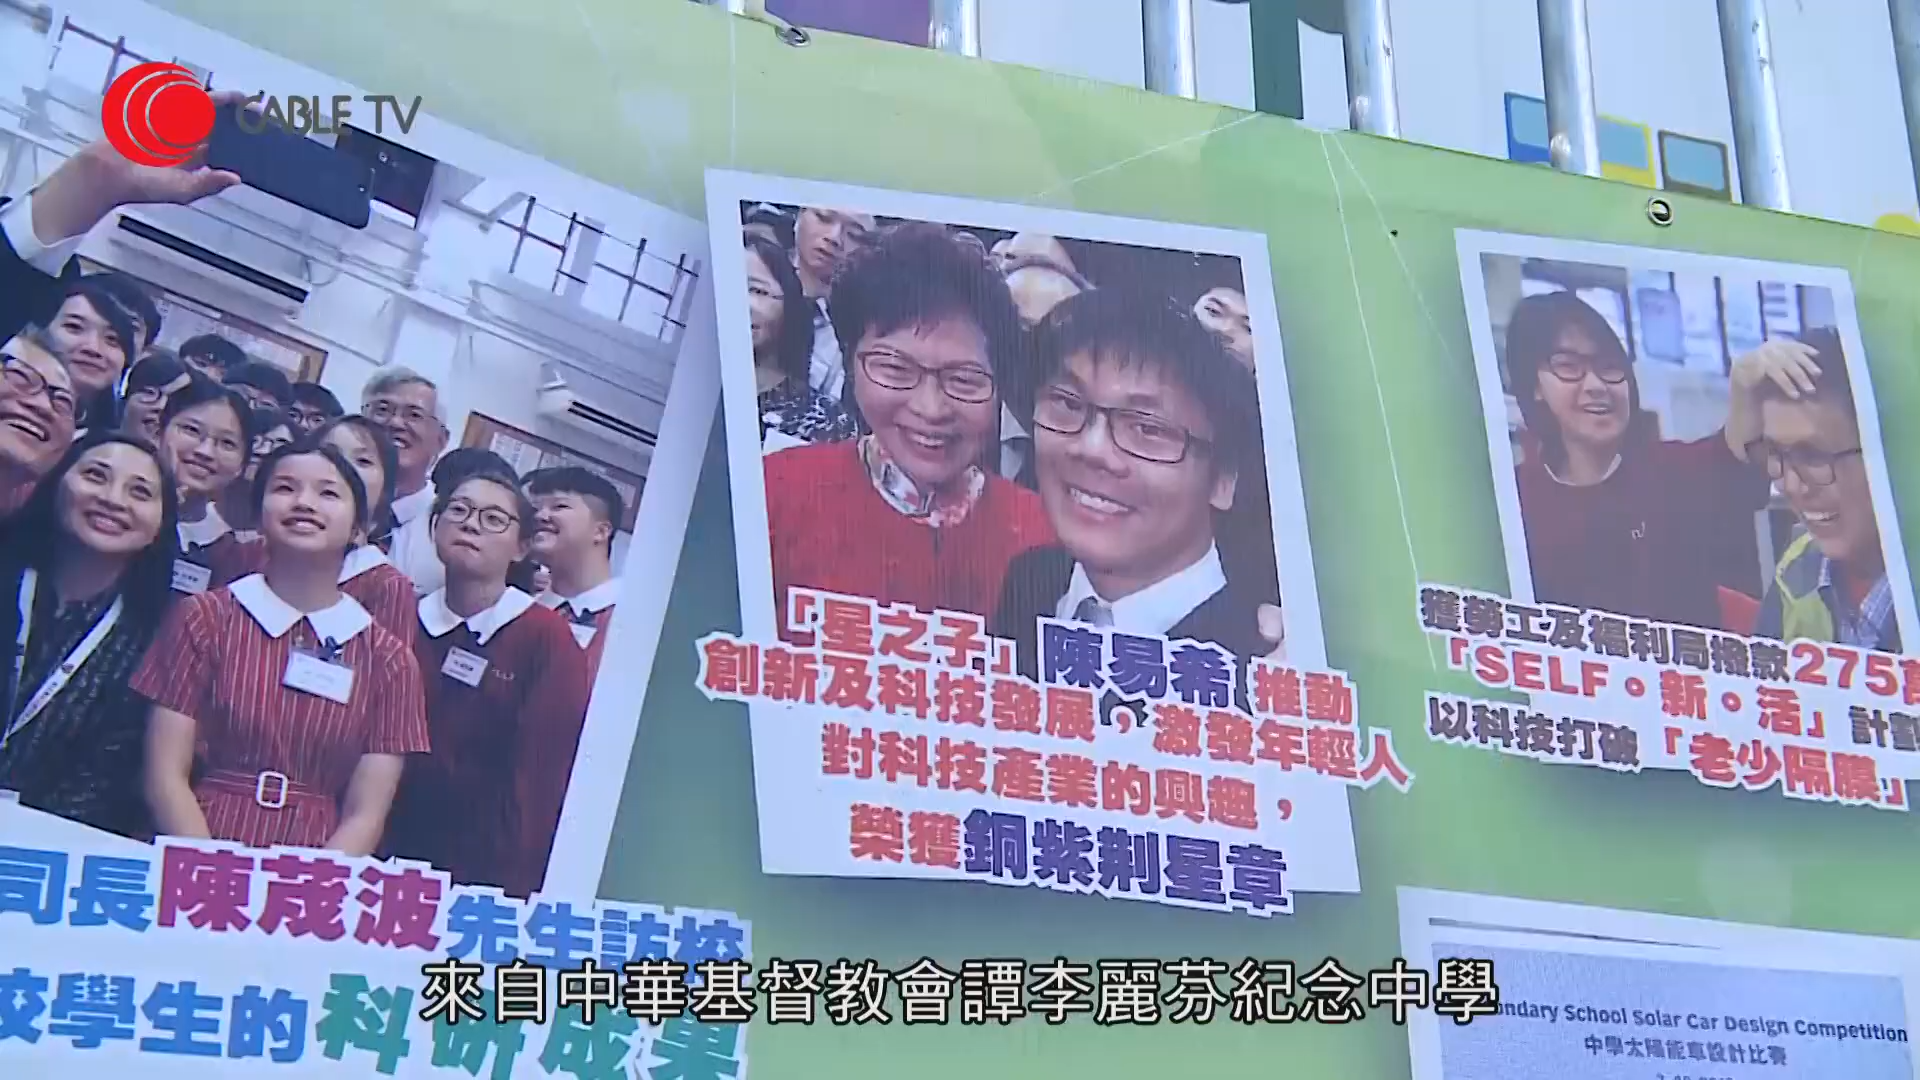 CABLE TV
司長陳茂波先生訪校
校學生的科研成果
「星之子」陳易希 推動
創新及科技發展，激發年輕人
對科技產業的興趣，
榮獲銅紫荆星章
獲勞工及福利局撥款275萬
「SELF。新。活」計劃
以科技打破「老少隔膜」
ndary School Solar Car Design Competition
中學太陽能車設計比賽
來自中華基督教會譚李麗芬紀念中學